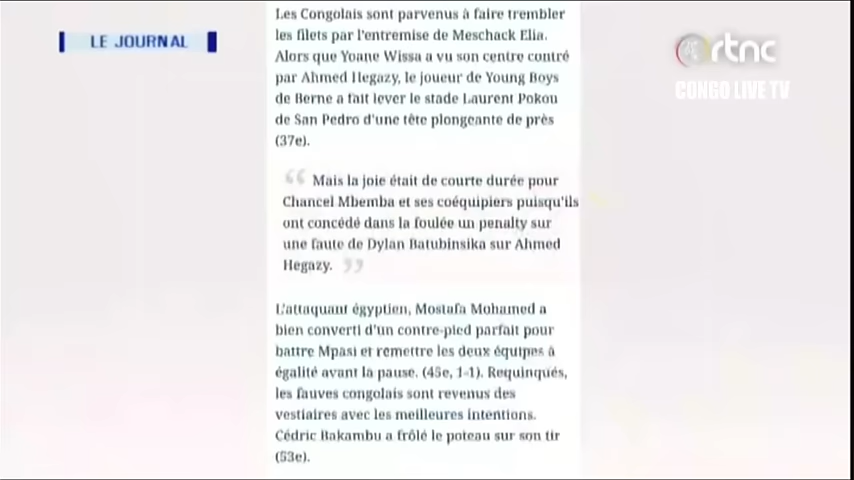 LE JOURNAL
rtnc
CONGO LIVE TV
Les Congolais sont parvenus à faire trembler
les filets par l'entremise de Meschack Elia.
Alors que Yoane Wissa a vu son centre contré
par Ahmed Hegazy, le joueur de Young Boys
de Berne a fait lever le stade Laurent Pokou
de San Pedro d'une tête plongeante de près
(37e).
“ Mais la joie était de courte durée pour
Chancel Mbemba et ses coéquipiers puisqu'ils
ont concédé dans la foulée un penalty sur
une faute de Dylan Batubinsika sur Ahmed
Hegazy. ”
L'attaquant égyptien, Mostafa Mohamed a
bien converti d'un contre-pied parfait pour
battre Mpasi et remettre les deux équipes à
égalité avant la pause. (45e, 1-1). Requinqués,
les fauves congolais sont revenus des
vestiaires avec les meilleures intentions.
Cédric Bakambu a frôlé le poteau sur son tir
(53e).